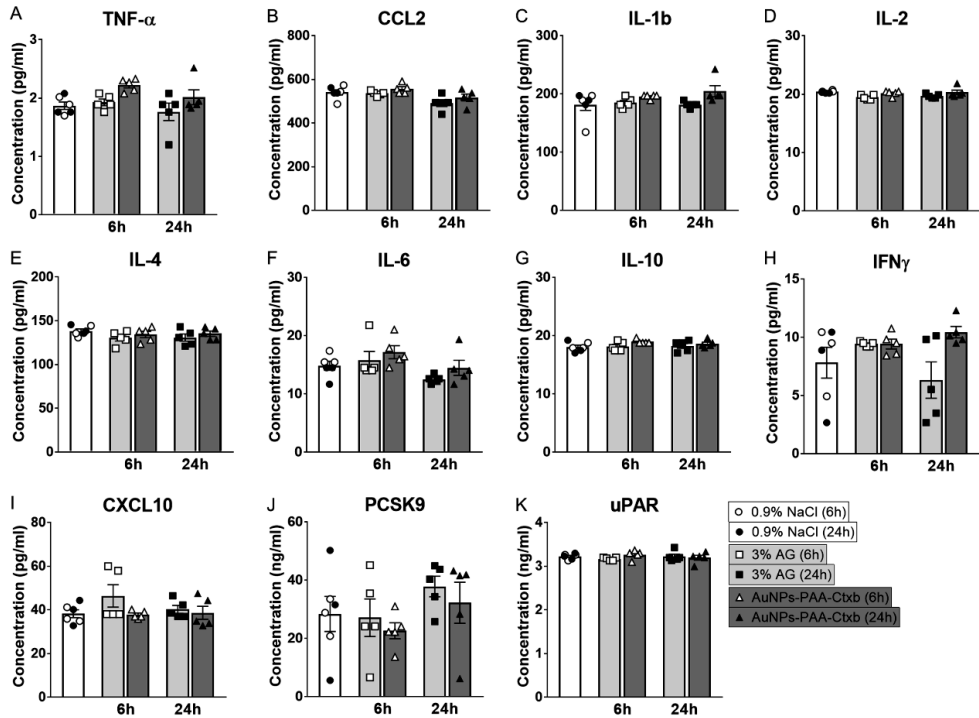 A TNF-α
Concentration (pg/ml)
3
2
1
0
6h 24h
B CCL2
Concentration (pg/ml)
800
600
400
200
0
6h 24h
C IL-1b
Concentration (pg/ml)
300
200
100
0
6h 24h
D IL-2
Concentration (pg/ml)
30
20
10
0
6h 24h
E IL-4
Concentration (pg/ml)
200
150
100
50
0
6h 24h
F IL-6
Concentration (pg/ml)
30
20
10
0
6h 24h
G IL-10
Concentration (pg/ml)
30
20
10
0
6h 24h
H IFNγ
Concentration (pg/ml)
15
10
5
0
6h 24h
I CXCL10
Concentration (pg/ml)
80
60
40
20
0
6h 24h
J PCSK9
Concentration (ng/ml)
60
40
20
0
6h 24h
K uPAR
Concentration (ng/ml)
4
3
2
1
0
6h 24h
0.9% NaCl (6h)
0.9% NaCl (24h)
3% AG (6h)
3% AG (24h)
AuNPs-PAA-Ctxb (6h)
AuNPs-PAA-Ctxb (24h)